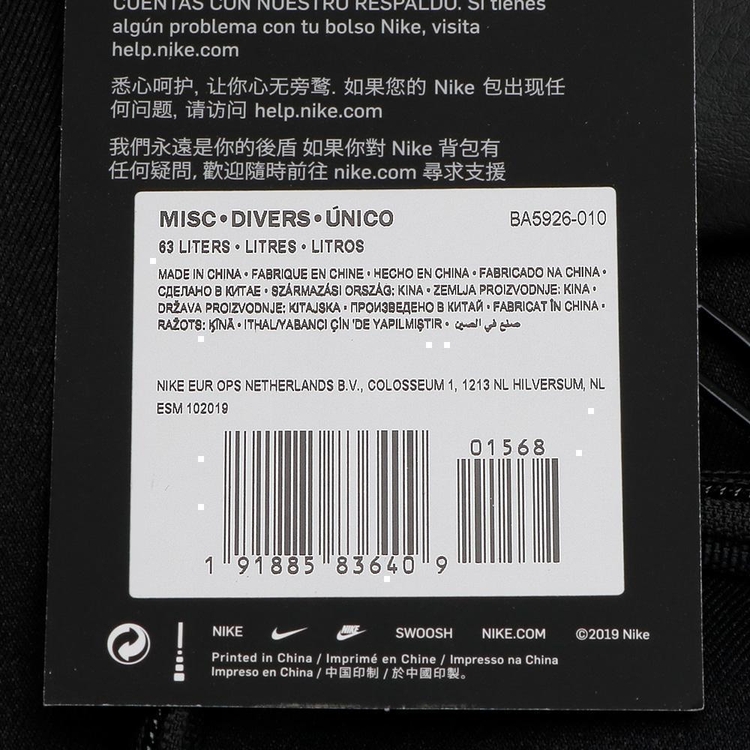 CUENTAS CON NUESTRO RESPALDO. Si tienes
algún problema con tu bolso Nike, visita
help.nike.com
悉心呵护, 让你心无旁鹜. 如果您的 Nike 包出现任
何问题, 请访问 help.nike.com
我們永遠是你的後盾 如果你對 Nike 背包有
任何疑問, 歡迎隨時前往 nike.com 尋求支援
MISC•DIVERS•ÚNICO BA5926-010
63 LITERS • LITRES • LITROS
MADE IN CHINA • FABRIQUE EN CHINE • HECHO EN CHINA • FABRICADO NA CHINA •
СДЕЛАНО В КИТАЕ • SZÁRMAZÁSI ORSZÁG: KINA • ZEMLJA PROIZVODNJE: KINA •
DRŽAVA PROIZVODNJE: KITAJSKA • ПРОИЗВЕДЕНО В КИТАЙ • FABRICAT ÎN CHINA •
RAŽOTS: ĶĪNĀ • ITHAL/YABANCI ÇİN 'DE YAPILMIŞTIR • صنع في الصين
NIKE EUR OPS NETHERLANDS B.V., COLOSSEUM 1, 1213 NL HILVERSUM, NL
ESM 102019
01568
1 91885 83640 9
NIKE NIKE SWOOSH NIKE.COM ©2019 Nike
Printed in China / Imprimé en Chine / Impresso na China
Impreso en China / 中国印制 / 於中國印製。